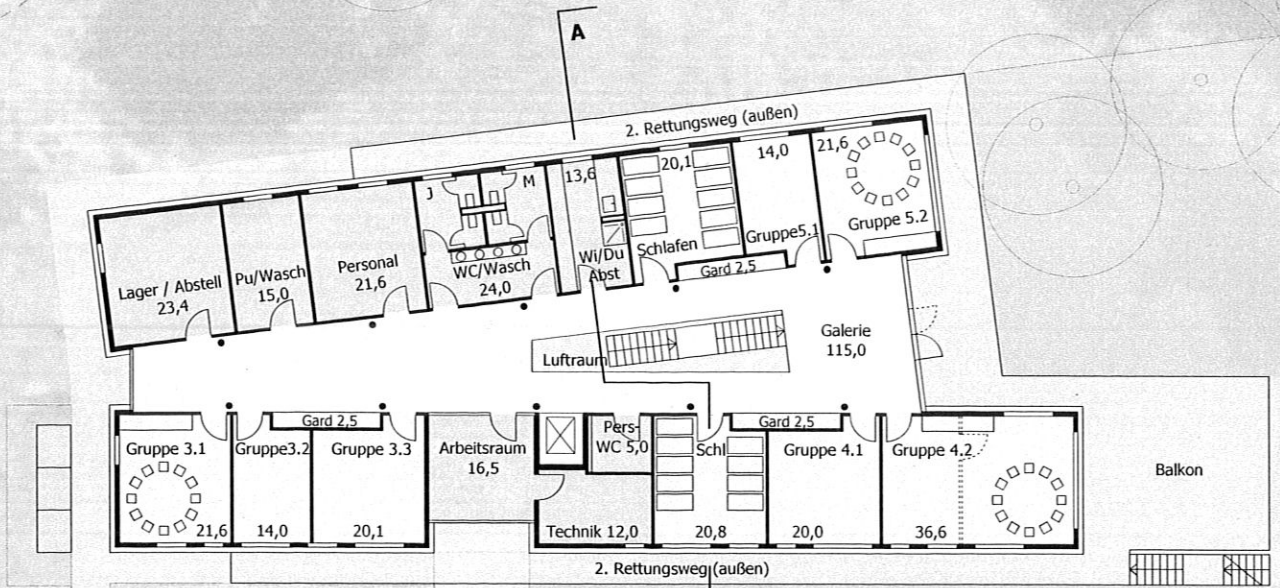 A
2. Rettungsweg (außen)
J
M
13,6
20,1
14,0
21,6
Gruppe 5.2
Gruppe5.1
Schlafen
Wi/Du
Abst
Gard 2,5
WC/Wasch
24,0
Personal
21,6
Pu/Wasch
15,0
Lager / Abstell
23,4
Galerie
115,0
Luftraum
Gruppe 3.1
21,6
Gruppe3.2
14,0
Gard 2,5
Gruppe 3.3
20,1
Arbeitsraum
16,5
Pers-
WC 5,0
Technik 12,0
Schl
20,8
Gard 2,5
Gruppe 4.1
20,0
Gruppe 4.2
36,6
Balkon
2. Rettungsweg(außen)